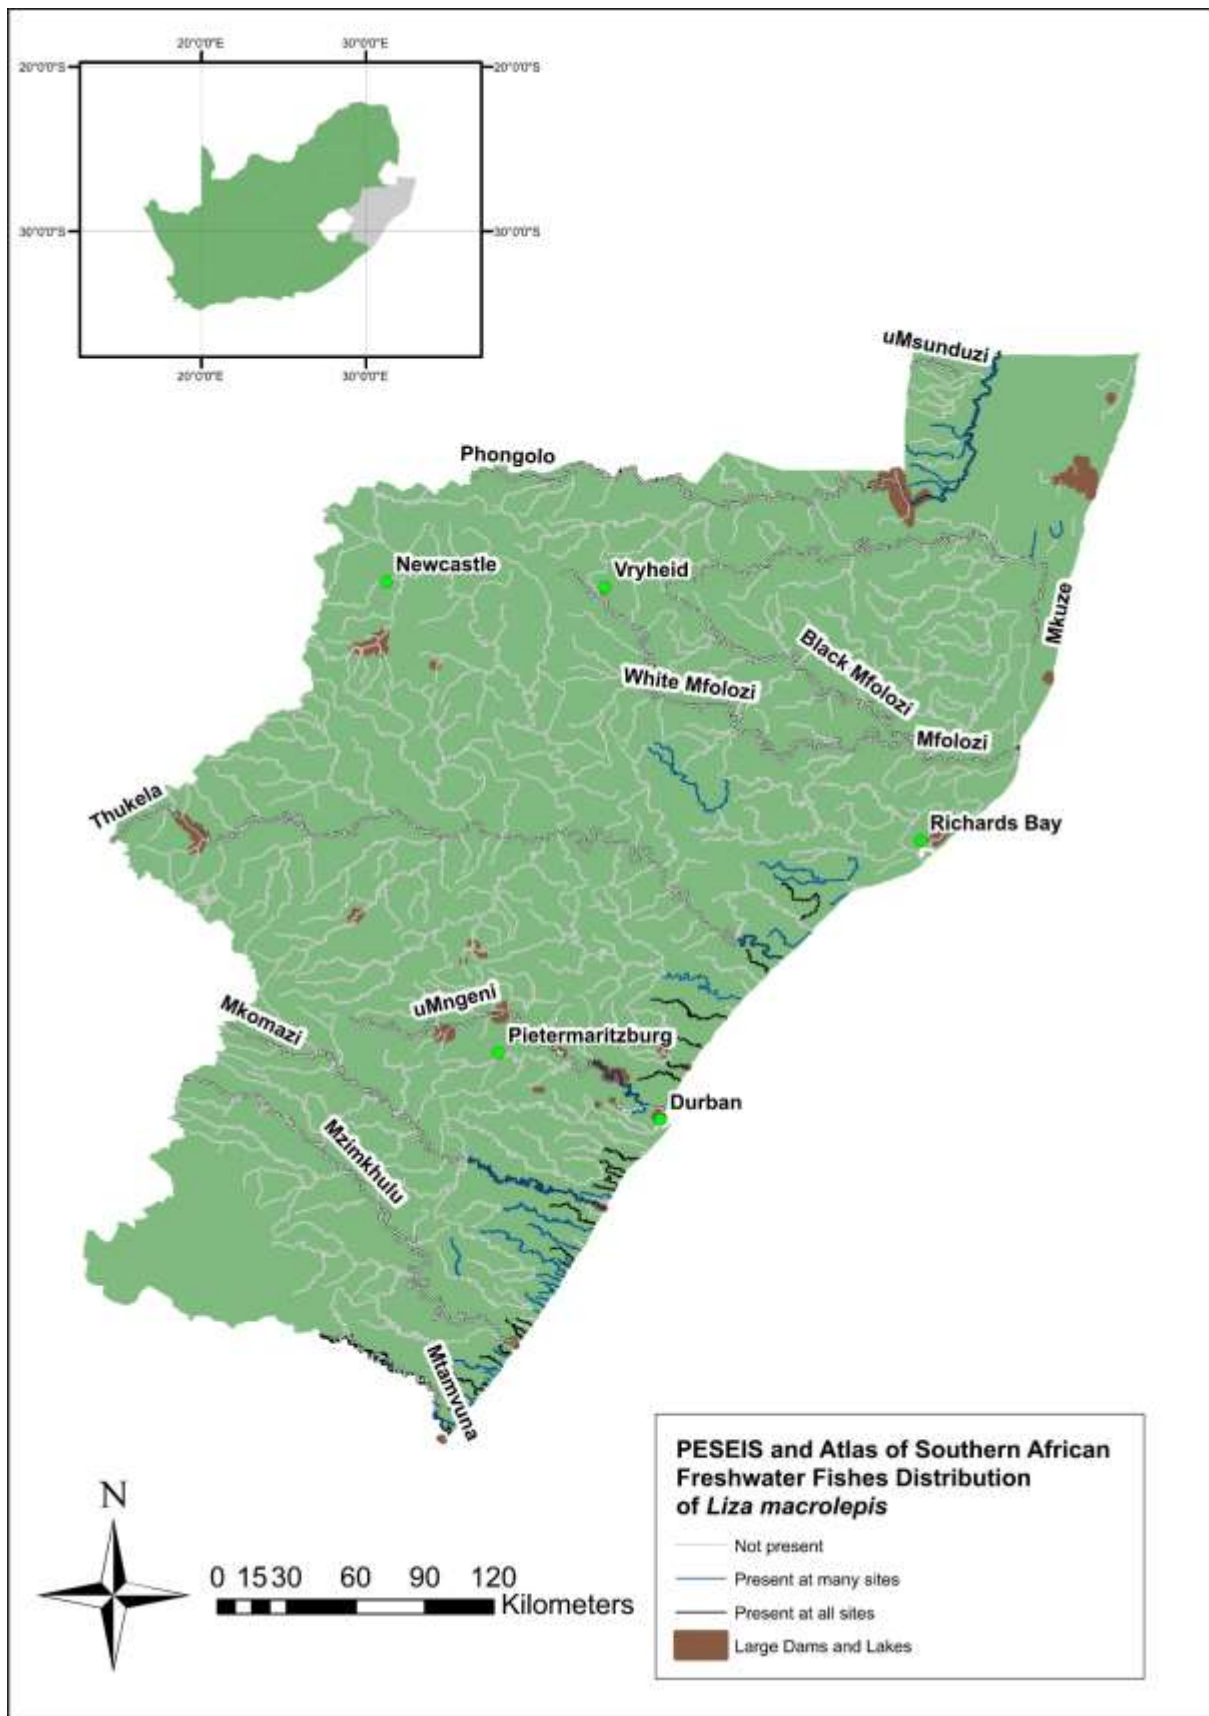 20°0'0"E 30°0'0"E
20°0'0"S 20°0'0"S
30°0'0"S 30°0'0"S
20°0'0"E 30°0'0"E
uMsunduzi
Phongolo
Newcastle
Vryheid
Mkuze
Black Mfolozi
White Mfolozi
Mfolozi
Thukela
Richards Bay
uMngeni
Mkomazi
Pietermaritzburg
Durban
Mzimkhulu
Mtamvuna
PESEIS and Atlas of Southern African
Freshwater Fishes Distribution
of Liza macrolepis
Not present
Present at many sites
Present at all sites
Large Dams and Lakes
N
0 15 30 60 90 120
Kilometers